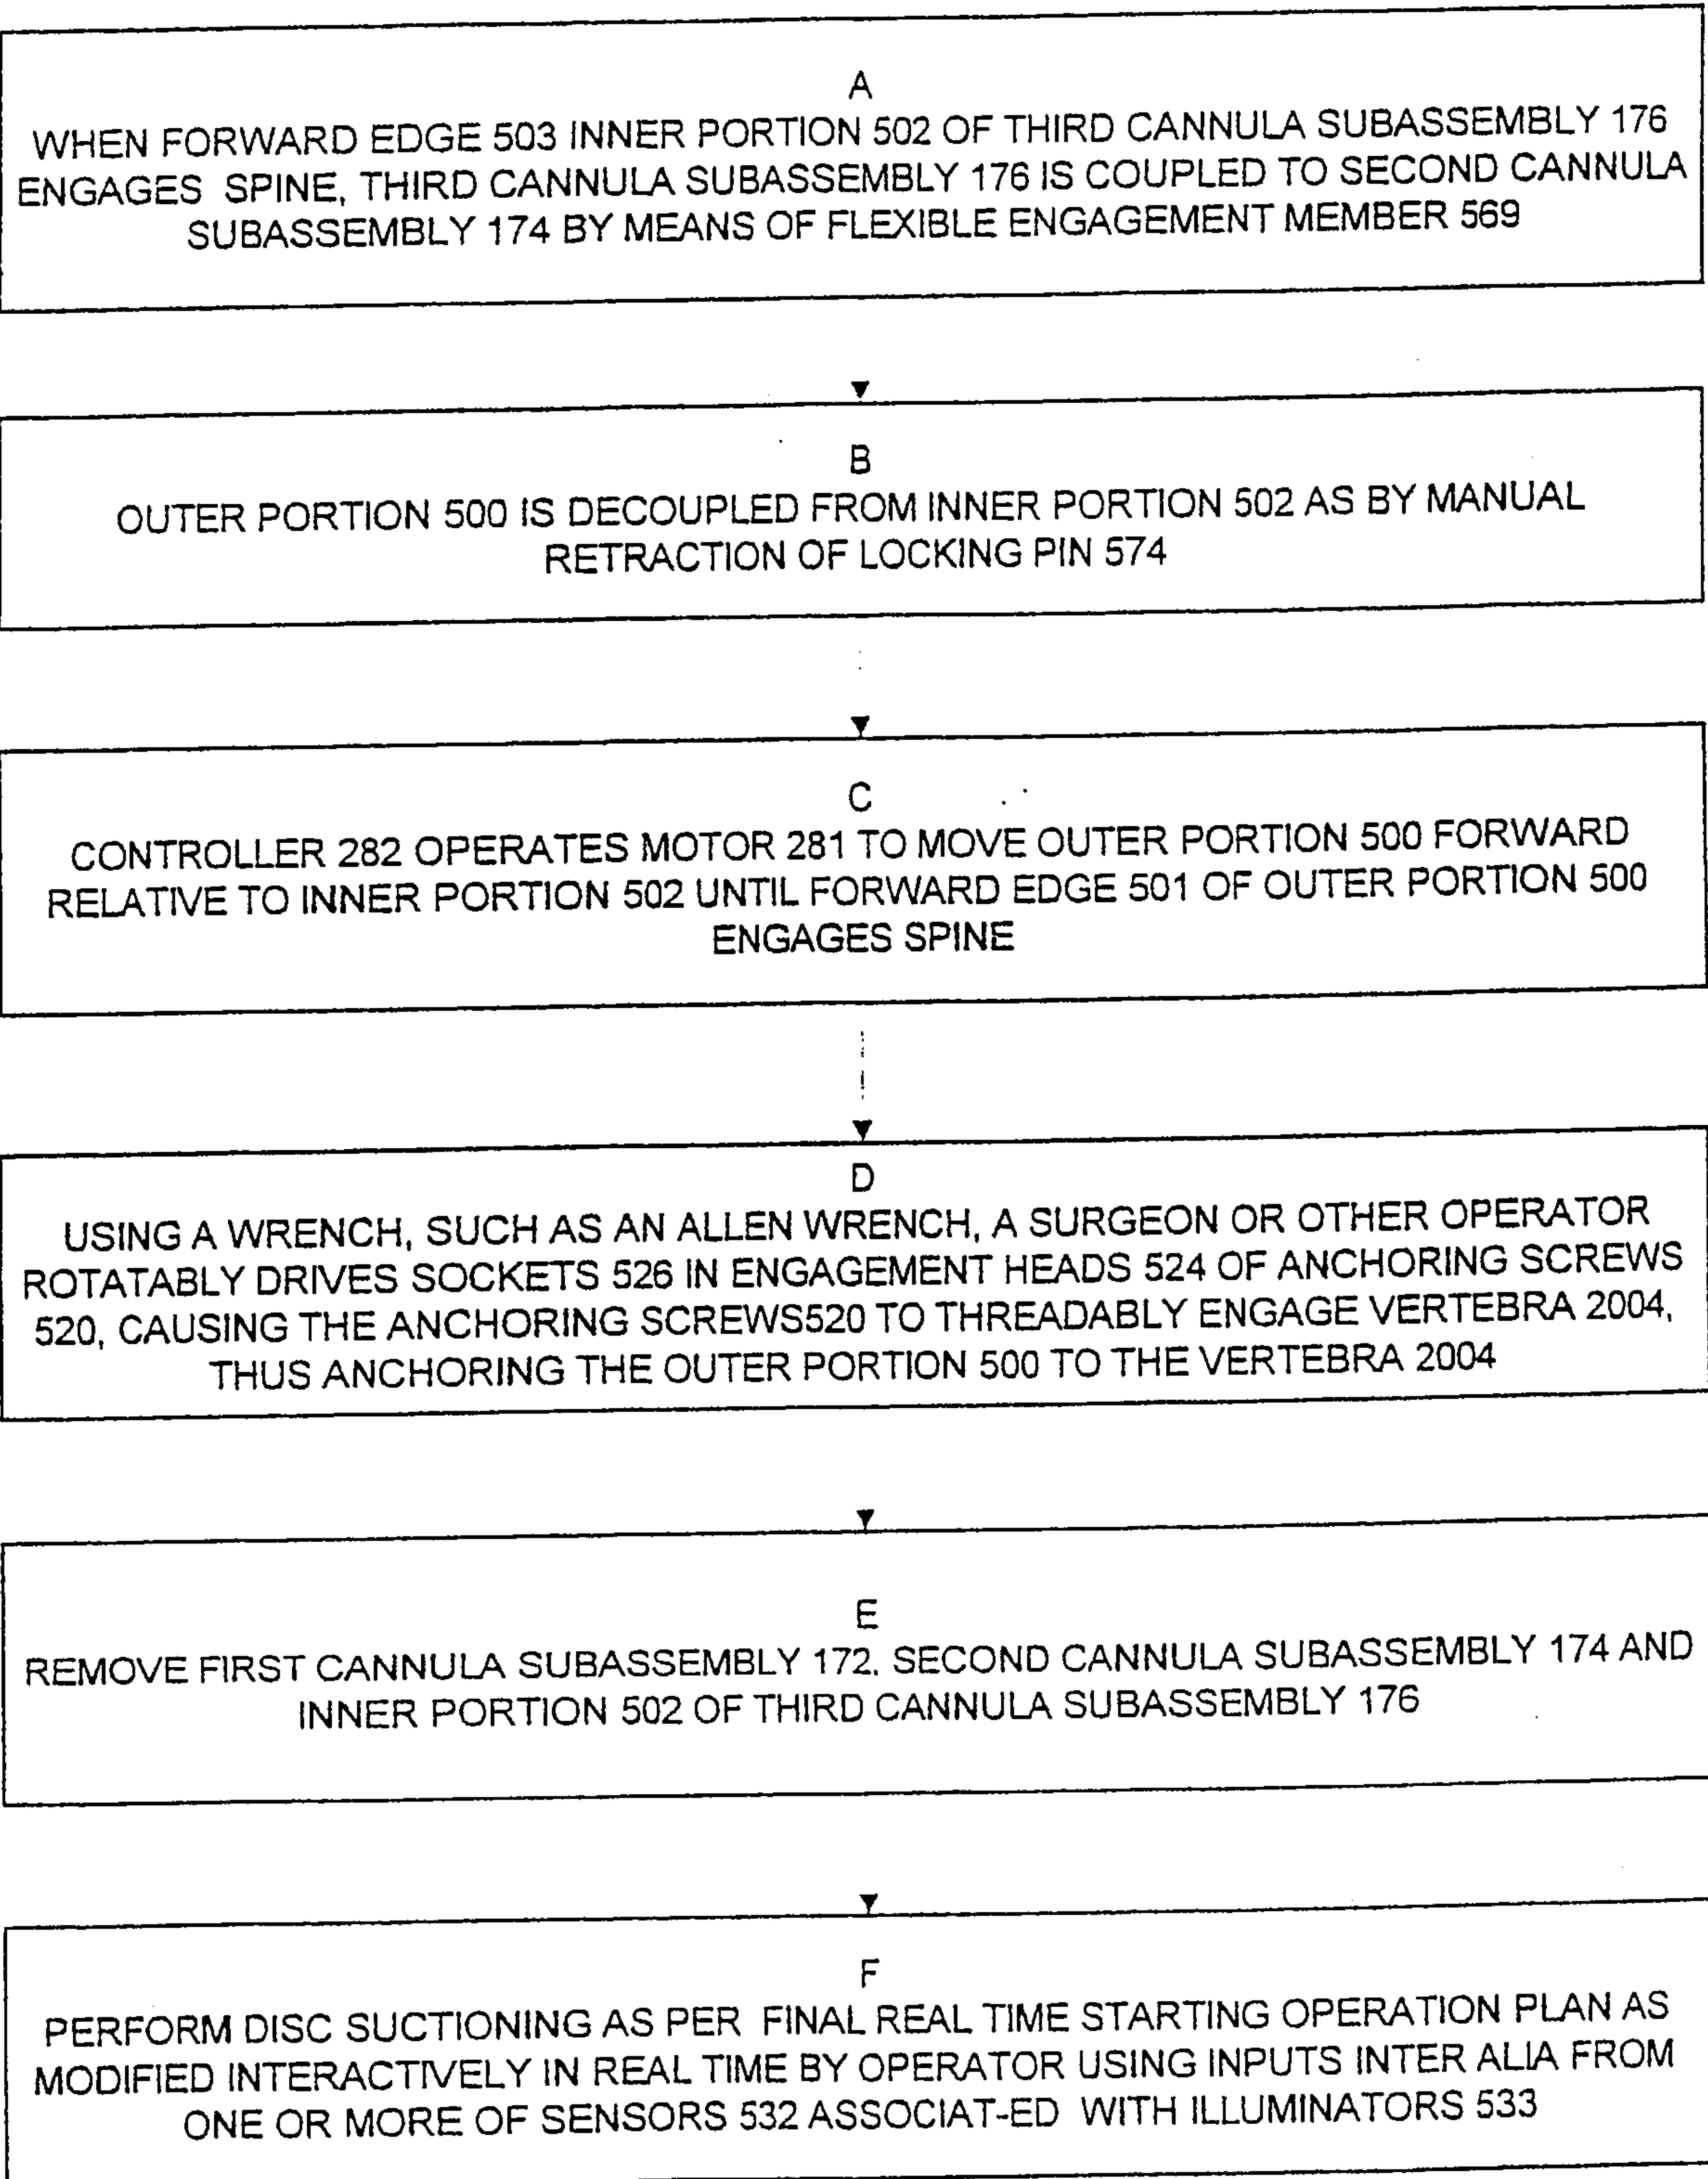 A
WHEN FORWARD EDGE 503 INNER PORTION 502 OF THIRD CANNULA SUBASSEMBLY 176
ENGAGES SPINE, THIRD CANNULA SUBASSEMBLY 176 IS COUPLED TO SECOND CANNULA
SUBASSEMBLY 174 BY MEANS OF FLEXIBLE ENGAGEMENT MEMBER 569
B
OUTER PORTION 500 IS DECOUPLED FROM INNER PORTION 502 AS BY MANUAL
RETRACTION OF LOCKING PIN 574
C
CONTROLLER 282 OPERATES MOTOR 281 TO MOVE OUTER PORTION 500 FORWARD
RELATIVE TO INNER PORTION 502 UNTIL FORWARD EDGE 501 OF OUTER PORTION 500
ENGAGES SPINE
D
USING A WRENCH, SUCH AS AN ALLEN WRENCH, A SURGEON OR OTHER OPERATOR
ROTATABLY DRIVES SOCKETS 526 IN ENGAGEMENT HEADS 524 OF ANCHORING SCREWS
520, CAUSING THE ANCHORING SCREWS520 TO THREADABLY ENGAGE VERTEBRA 2004,
THUS ANCHORING THE OUTER PORTION 500 TO THE VERTEBRA 2004
E
REMOVE FIRST CANNULA SUBASSEMBLY 172. SECOND CANNULA SUBASSEMBLY 174 AND
INNER PORTION 502 OF THIRD CANNULA SUBASSEMBLY 176
F
PERFORM DISC SUCTIONING AS PER FINAL REAL TIME STARTING OPERATION PLAN AS
MODIFIED INTERACTIVELY IN REAL TIME BY OPERATOR USING INPUTS INTER ALIA FROM
ONE OR MORE OF SENSORS 532 ASSOCIAT-ED WITH ILLUMINATORS 533